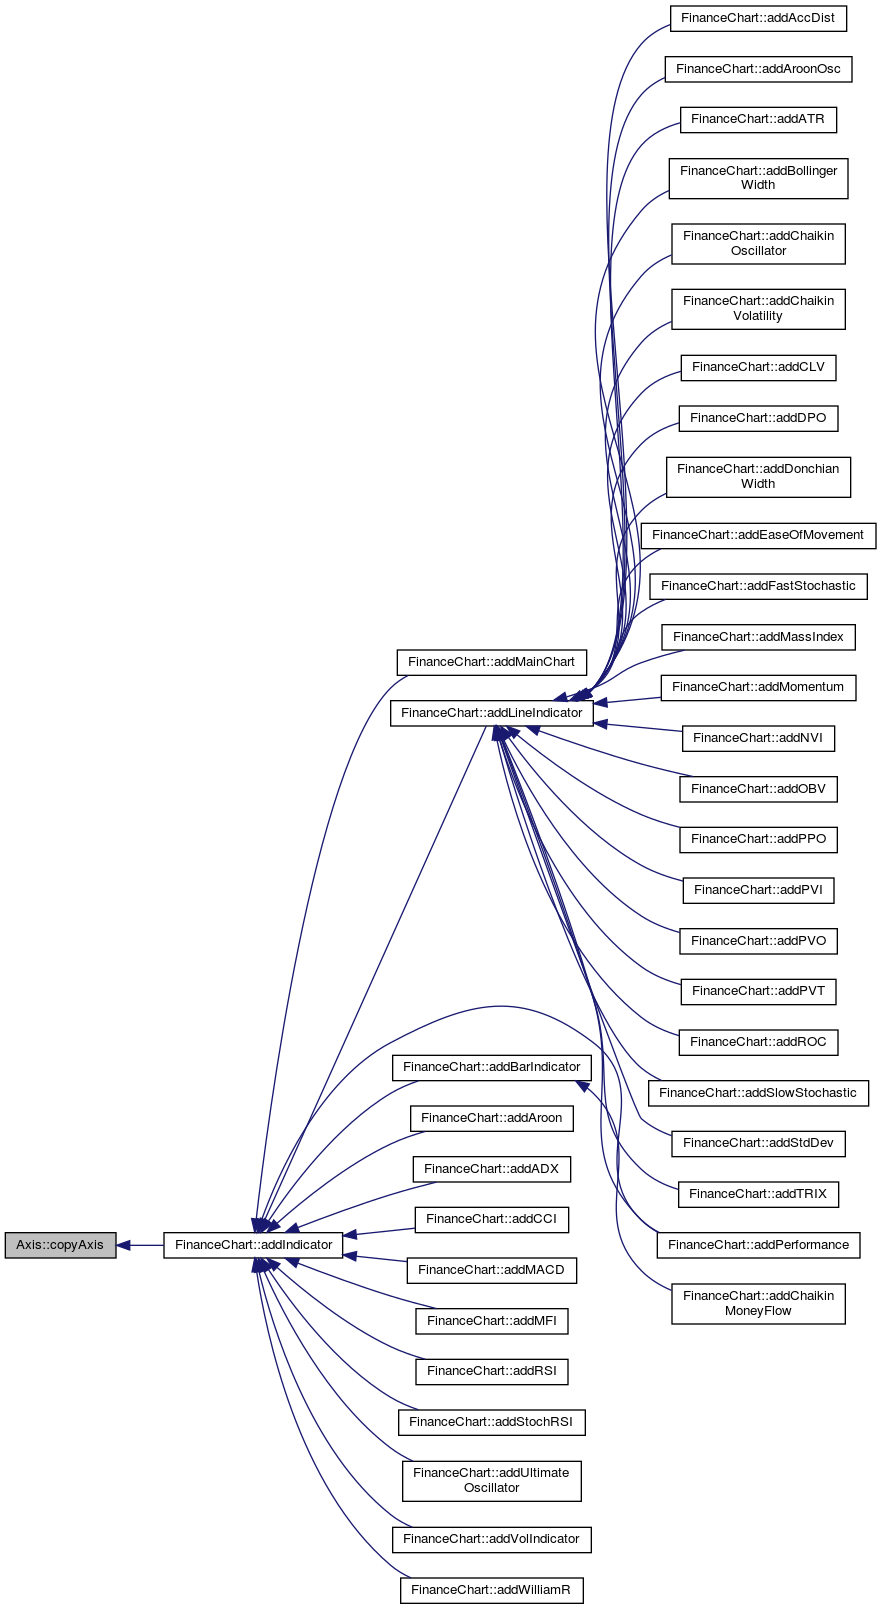 FinanceChart::addAccDist
FinanceChart::addAroonOsc
FinanceChart::addATR
FinanceChart::addBollinger
Width
FinanceChart::addChaikin
Oscillator
FinanceChart::addChaikin
Volatility
FinanceChart::addCLV
FinanceChart::addDPO
FinanceChart::addDonchian
Width
FinanceChart::addEaseOfMovement
FinanceChart::addFastStochastic
FinanceChart::addMassIndex
FinanceChart::addMainChart
FinanceChart::addMomentum
FinanceChart::addLineIndicator
FinanceChart::addNVI
FinanceChart::addOBV
FinanceChart::addPPO
FinanceChart::addPVI
FinanceChart::addPVO
FinanceChart::addPVT
FinanceChart::addROC
FinanceChart::addBarIndicator
FinanceChart::addSlowStochastic
FinanceChart::addAroon
FinanceChart::addStdDev
FinanceChart::addADX
FinanceChart::addTRIX
FinanceChart::addCCI
Axis::copyAxis
FinanceChart::addIndicator
FinanceChart::addPerformance
FinanceChart::addMACD
FinanceChart::addChaikin
MoneyFlow
FinanceChart::addMFI
FinanceChart::addRSI
FinanceChart::addStochRSI
FinanceChart::addUltimate
Oscillator
FinanceChart::addVolIndicator
FinanceChart::addWilliamR